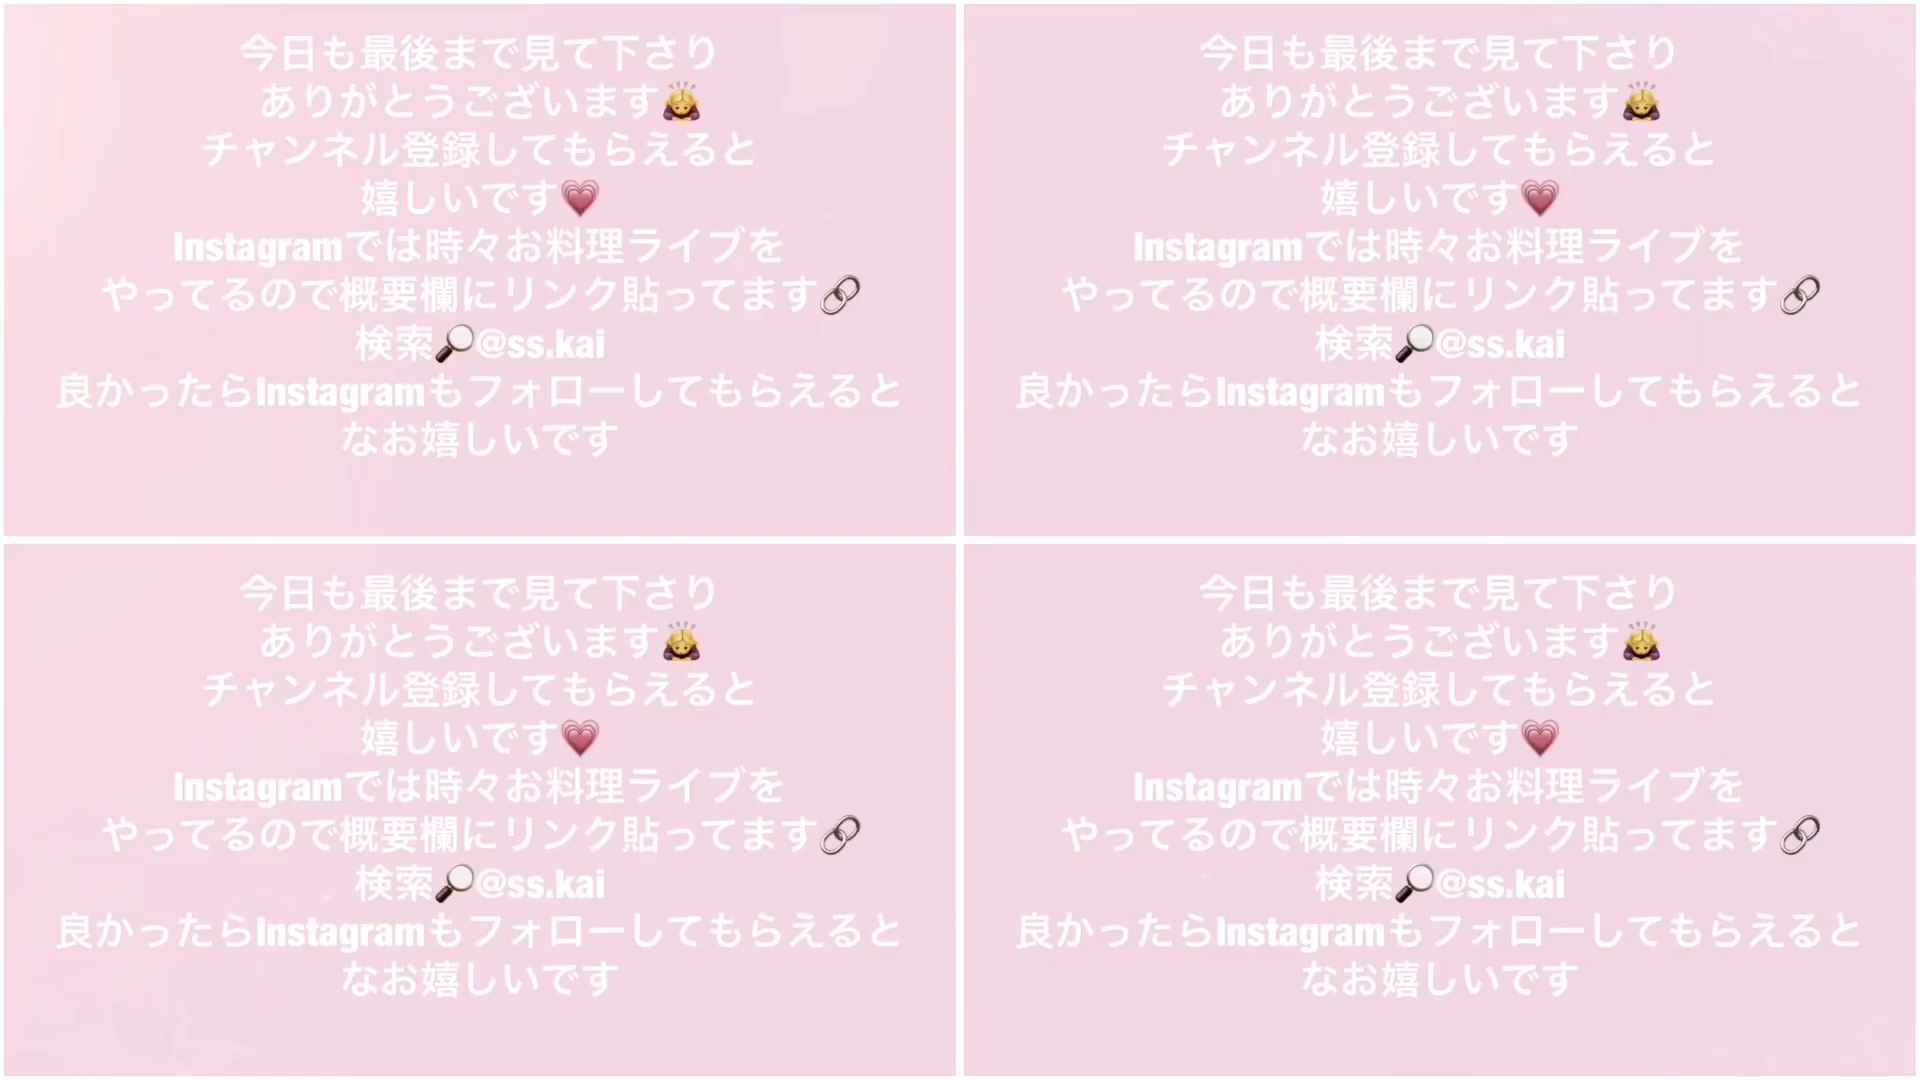 今日も最後まで見て下さり
ありがとうございます🙇‍♀️
チャンネル登録してもらえると
嬉しいです💗
Instagramでは時々お料理ライブを
やってるので概要欄にリンク貼ってます🔗
検索🔎@ss.kai
良かったらInstagramもフォローしてもらえると
なお嬉しいです
今日も最後まで見て下さり
ありがとうございます🙇‍♀️
チャンネル登録してもらえると
嬉しいです💗
Instagramでは時々お料理ライブを
やってるので概要欄にリンク貼ってます🔗
検索🔎@ss.kai
良かったらInstagramもフォローしてもらえると
なお嬉しいです
今日も最後まで見て下さり
ありがとうございます🙇‍♀️
チャンネル登録してもらえると
嬉しいです💗
Instagramでは時々お料理ライブを
やってるので概要欄にリンク貼ってます🔗
検索🔎@ss.kai
良かったらInstagramもフォローしてもらえると
なお嬉しいです
今日も最後まで見て下さり
ありがとうございます🙇‍♀️
チャンネル登録してもらえると
嬉しいです💗
Instagramでは時々お料理ライブを
やってるので概要欄にリンク貼ってます🔗
検索🔎@ss.kai
良かったらInstagramもフォローしてもらえると
なお嬉しいです